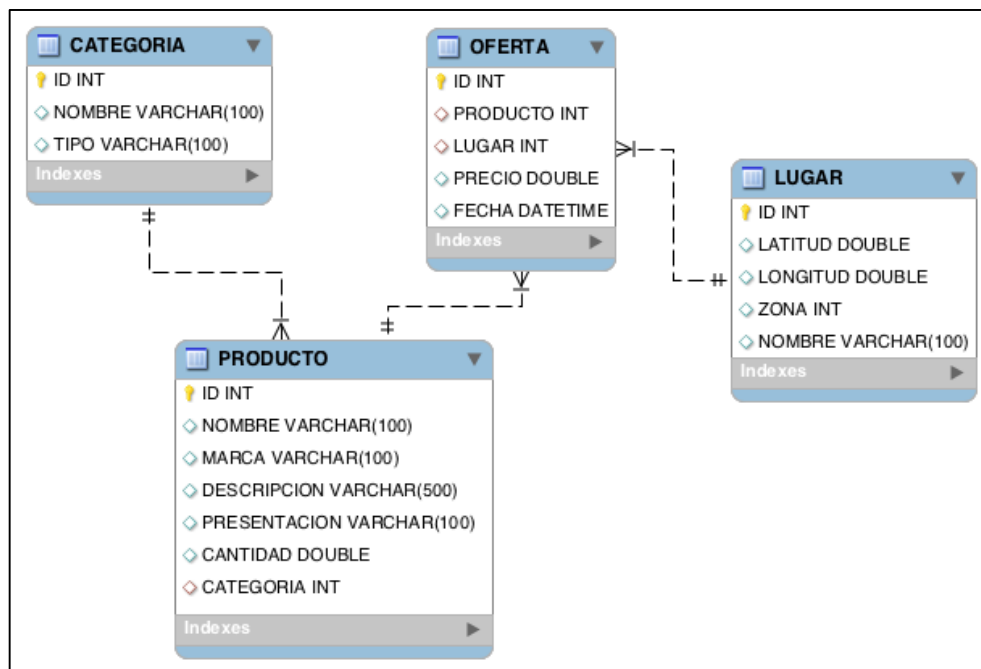 CATEGORIA
ID INT
NOMBRE VARCHAR(100)
TIPO VARCHAR(100)
Indexes
OFERTA
ID INT
PRODUCTO INT
LUGAR INT
PRECIO DOUBLE
FECHA DATETIME
Indexes
LUGAR
ID INT
LATITUD DOUBLE
LONGITUD DOUBLE
ZONA INT
NOMBRE VARCHAR(100)
Indexes
PRODUCTO
ID INT
NOMBRE VARCHAR(100)
MARCA VARCHAR(100)
DESCRIPCION VARCHAR(500)
PRESENTACION VARCHAR(100)
CANTIDAD DOUBLE
CATEGORIA INT
Indexes